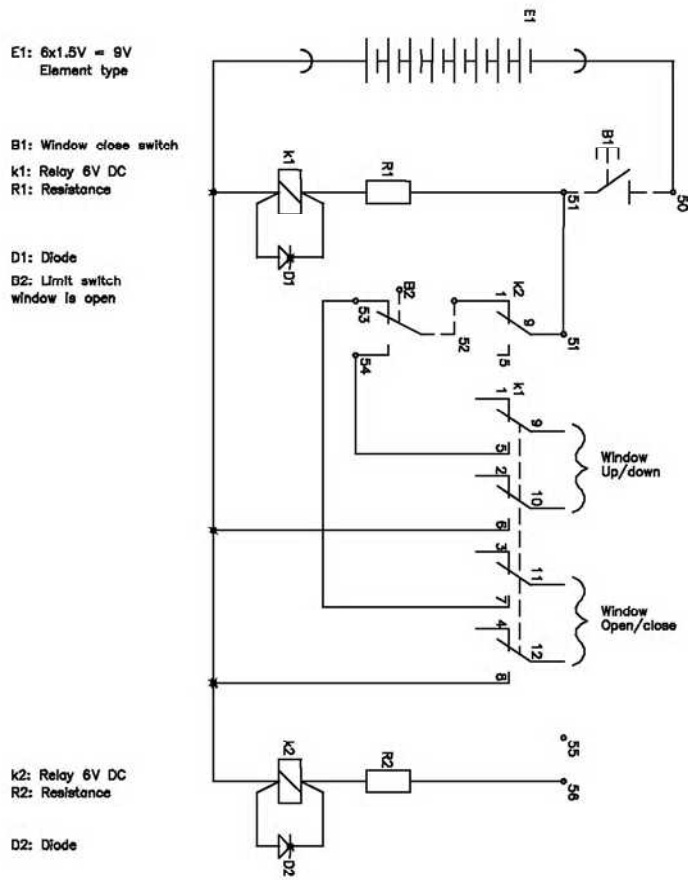 E1
E1: 6x1.5V = 9V
Element type
B1: Window close switch
k1: Relay 6V DC
R1: Resistance
D1: Diode
B2: Limit switch
window is open
B1
k1
R1
51
50
D1
B2
k2
53
1
9
52
51
54
5
k1
1
9
5
Window
Up/down
2
10
6
3
11
7
Window
Open/close
4
12
8
55
k2
R2
56
k2: Relay 6V DC
R2: Resistance
D2: Diode
D2